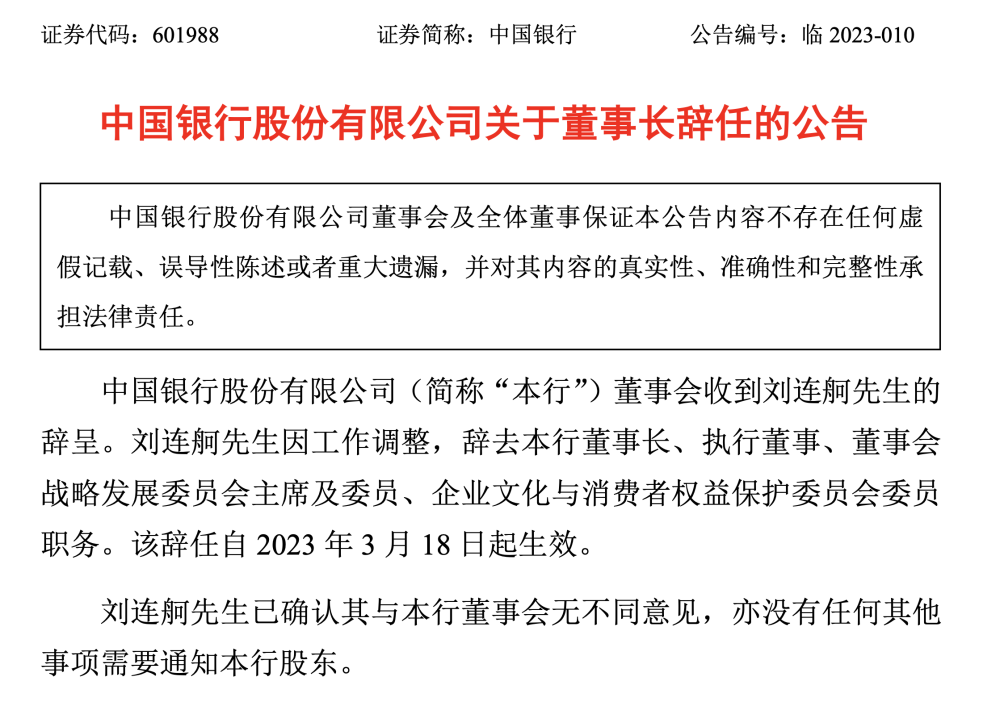 证券代码：601988 证券简称：中国银行 公告编号：临 2023-010
中国银行股份有限公司关于董事长辞任的公告
中国银行股份有限公司董事会及全体董事保证本公告内容不存在任何虚
假记载、误导性陈述或者重大遗漏，并对其内容的真实性、准确性和完整性承
担法律责任。
中国银行股份有限公司（简称“本行”）董事会收到刘连舸先生的
辞呈。刘连舸先生因工作调整，辞去本行董事长、执行董事、董事会
战略发展委员会主席及委员、企业文化与消费者权益保护委员会委员
职务。该辞任自 2023 年 3 月 18 日起生效。
刘连舸先生已确认其与本行董事会无不同意见，亦没有任何其他
事项需要通知本行股东。